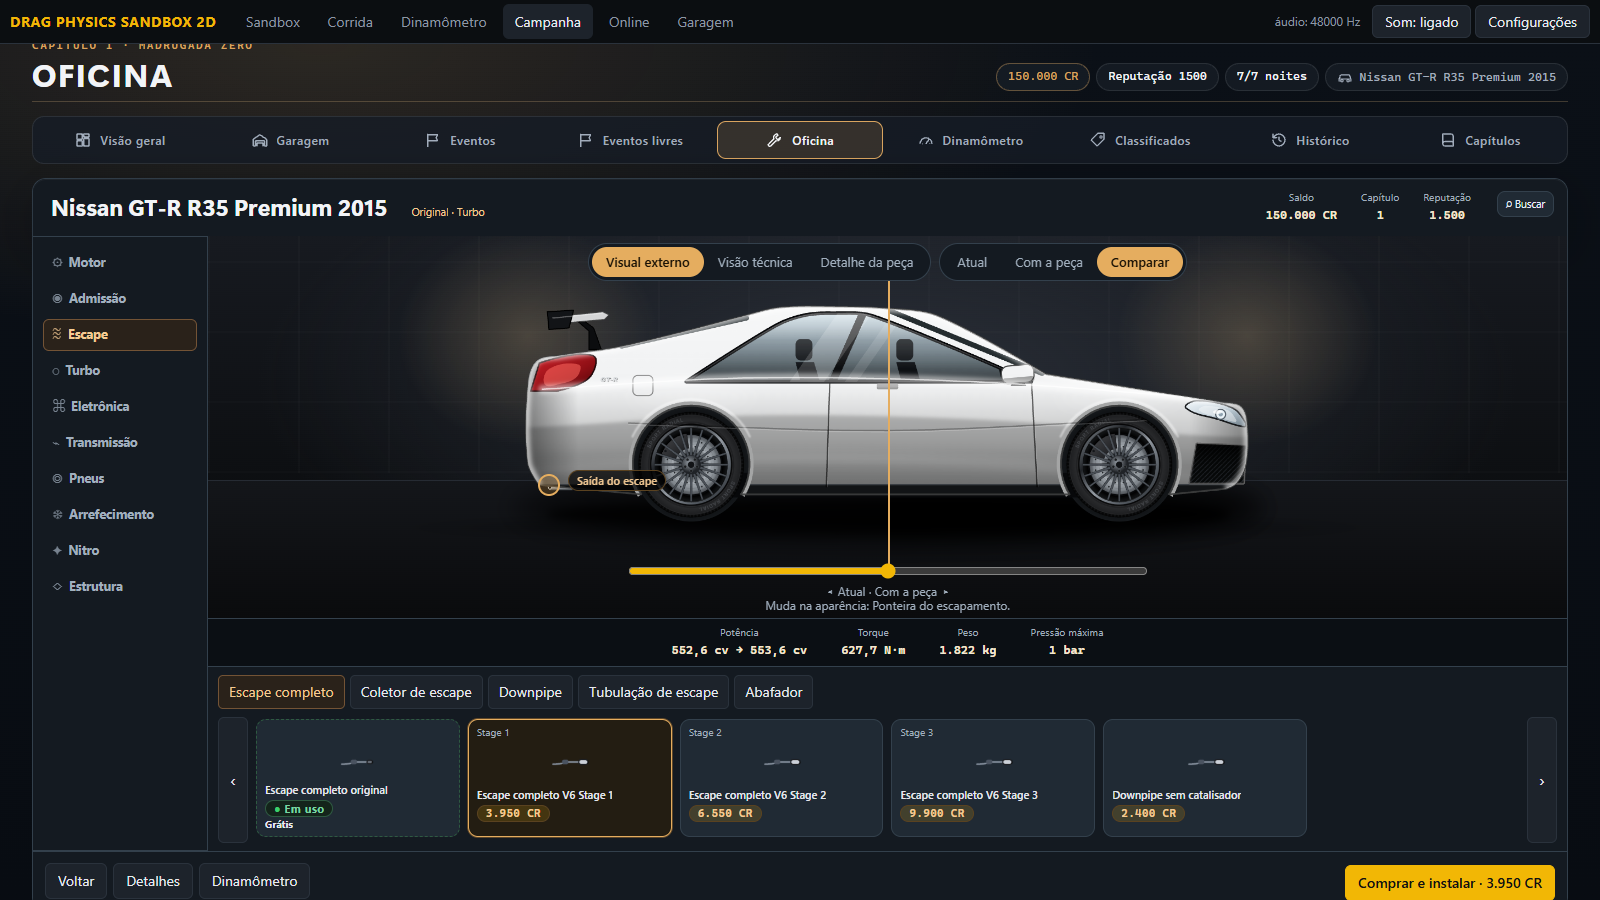 DRAG PHYSICS SANDBOX 2D
Sandbox
Corrida
Dinamômetro
Campanha
Online
Garagem
áudio: 48000 Hz
Som: ligado
Configurações
CAPÍTULO 1 · MADRUGADA ZERO
OFICINA
150.000 CR
Reputação 1500
7/7 noites
Nissan GT-R R35 Premium 2015
Visão geral
Garagem
Eventos
Eventos livres
Oficina
Dinamômetro
Classificados
Histórico
Capítulos
Nissan GT-R R35 Premium 2015
Original · Turbo
Saldo
150.000 CR
Capítulo
1
Reputação
1.500
Buscar
Motor
Admissão
Escape
Turbo
Eletrônica
Transmissão
Pneus
Arrefecimento
Nitro
Estrutura
Visual externo
Visão técnica
Detalhe da peça
Atual
Com a peça
Comparar
GT-R
Saída do escape
◂ Atual · Com a peça ▸
Muda na aparência: Ponteira do escapamento.
Potência
552,6 cv → 553,6 cv
Torque
627,7 N·m
Peso
1.822 kg
Pressão máxima
1 bar
Escape completo
Coletor de escape
Downpipe
Tubulação de escape
Abafador
‹
Escape completo original
• Em uso
Grátis
Stage 1
Escape completo V6 Stage 1
3.950 CR
Stage 2
Escape completo V6 Stage 2
6.550 CR
Stage 3
Escape completo V6 Stage 3
9.900 CR
Downpipe sem catalisador
2.400 CR
›
Voltar
Detalhes
Dinamômetro
Comprar e instalar · 3.950 CR